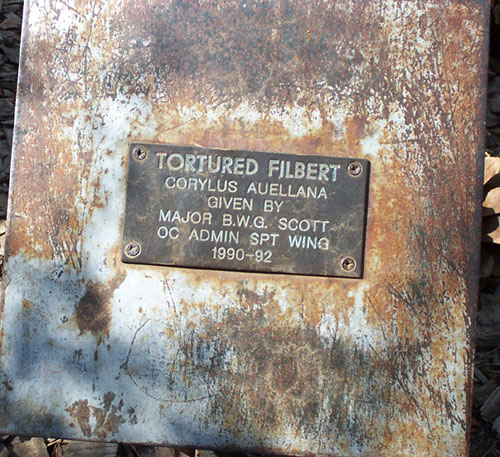 TORTURED FILBERT
CORYLUS AUELLANA
GIVEN BY
MAJOR B.W.G. SCOTT
OC ADMIN SPT WING
1990-92